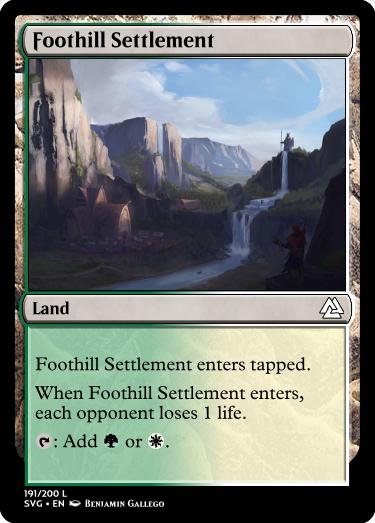 Foothill Settlement
Land
Foothill Settlement enters tapped.
When Foothill Settlement enters,
each opponent loses 1 life.
: Add or .
191/200 L
SVG • EN Benjamin Gallego